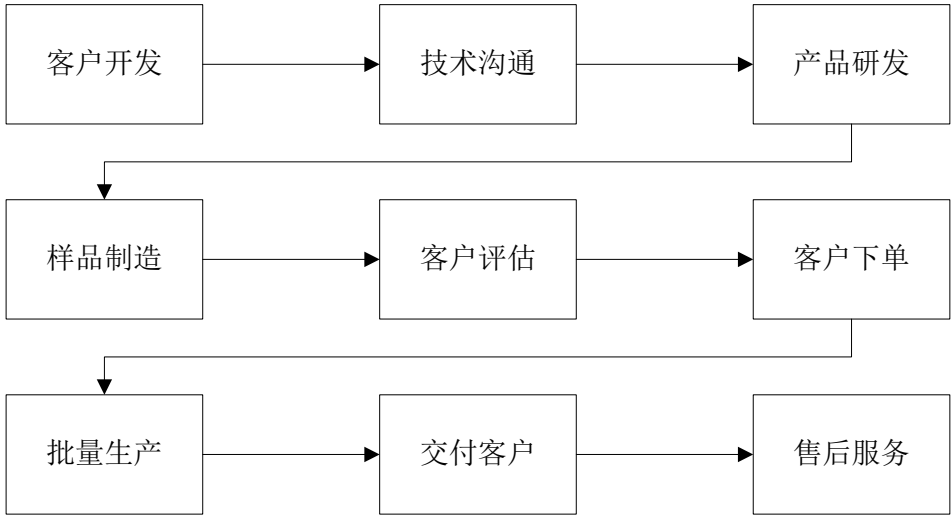 客户开发
技术沟通
产品研发
样品制造
客户评估
客户下单
批量生产
交付客户
售后服务